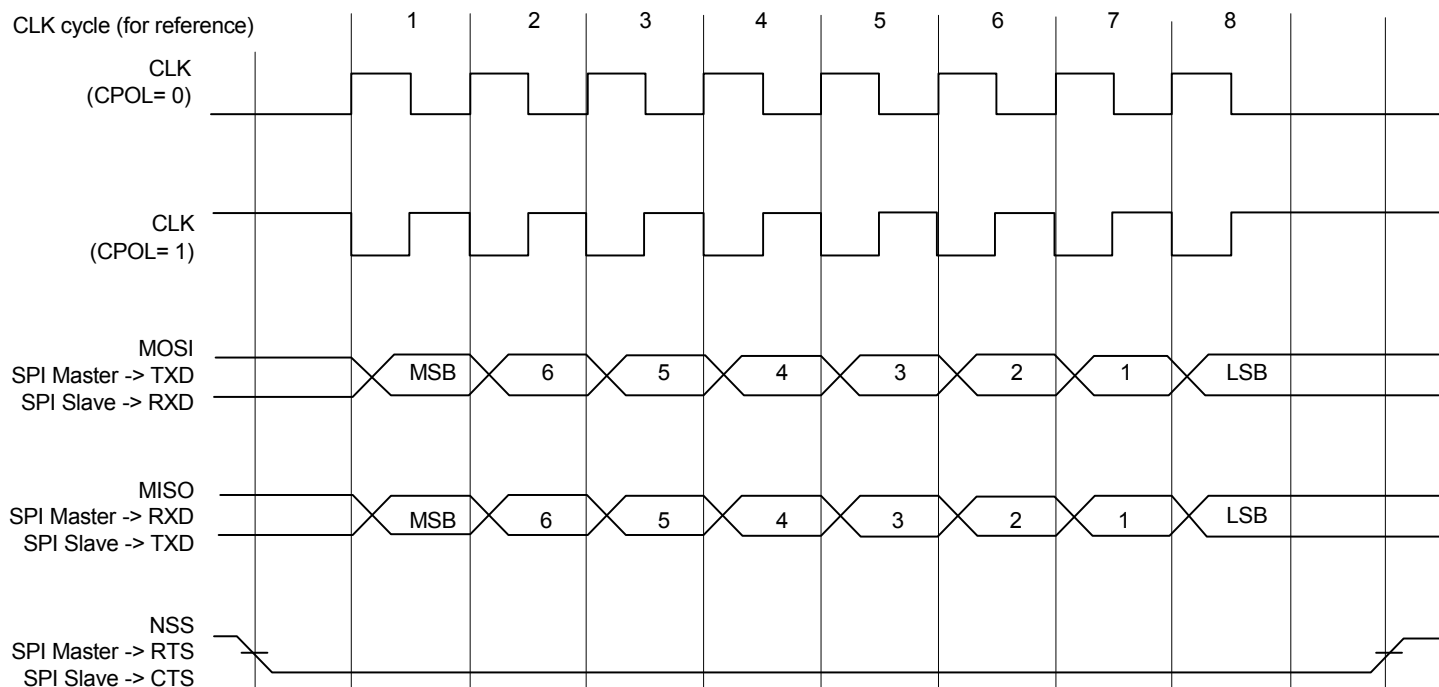 CLK cycle (for reference) 1 2 3 4 5 6 7 8
CLK
(CPOL= 0)
CLK
(CPOL= 1)
MOSI
SPI Master -> TXD
SPI Slave -> RXD
MSB 6 5 4 3 2 1 LSB
MISO
SPI Master -> RXD
SPI Slave -> TXD
MSB 6 5 4 3 2 1 LSB
NSS
SPI Master -> RTS
SPI Slave -> CTS